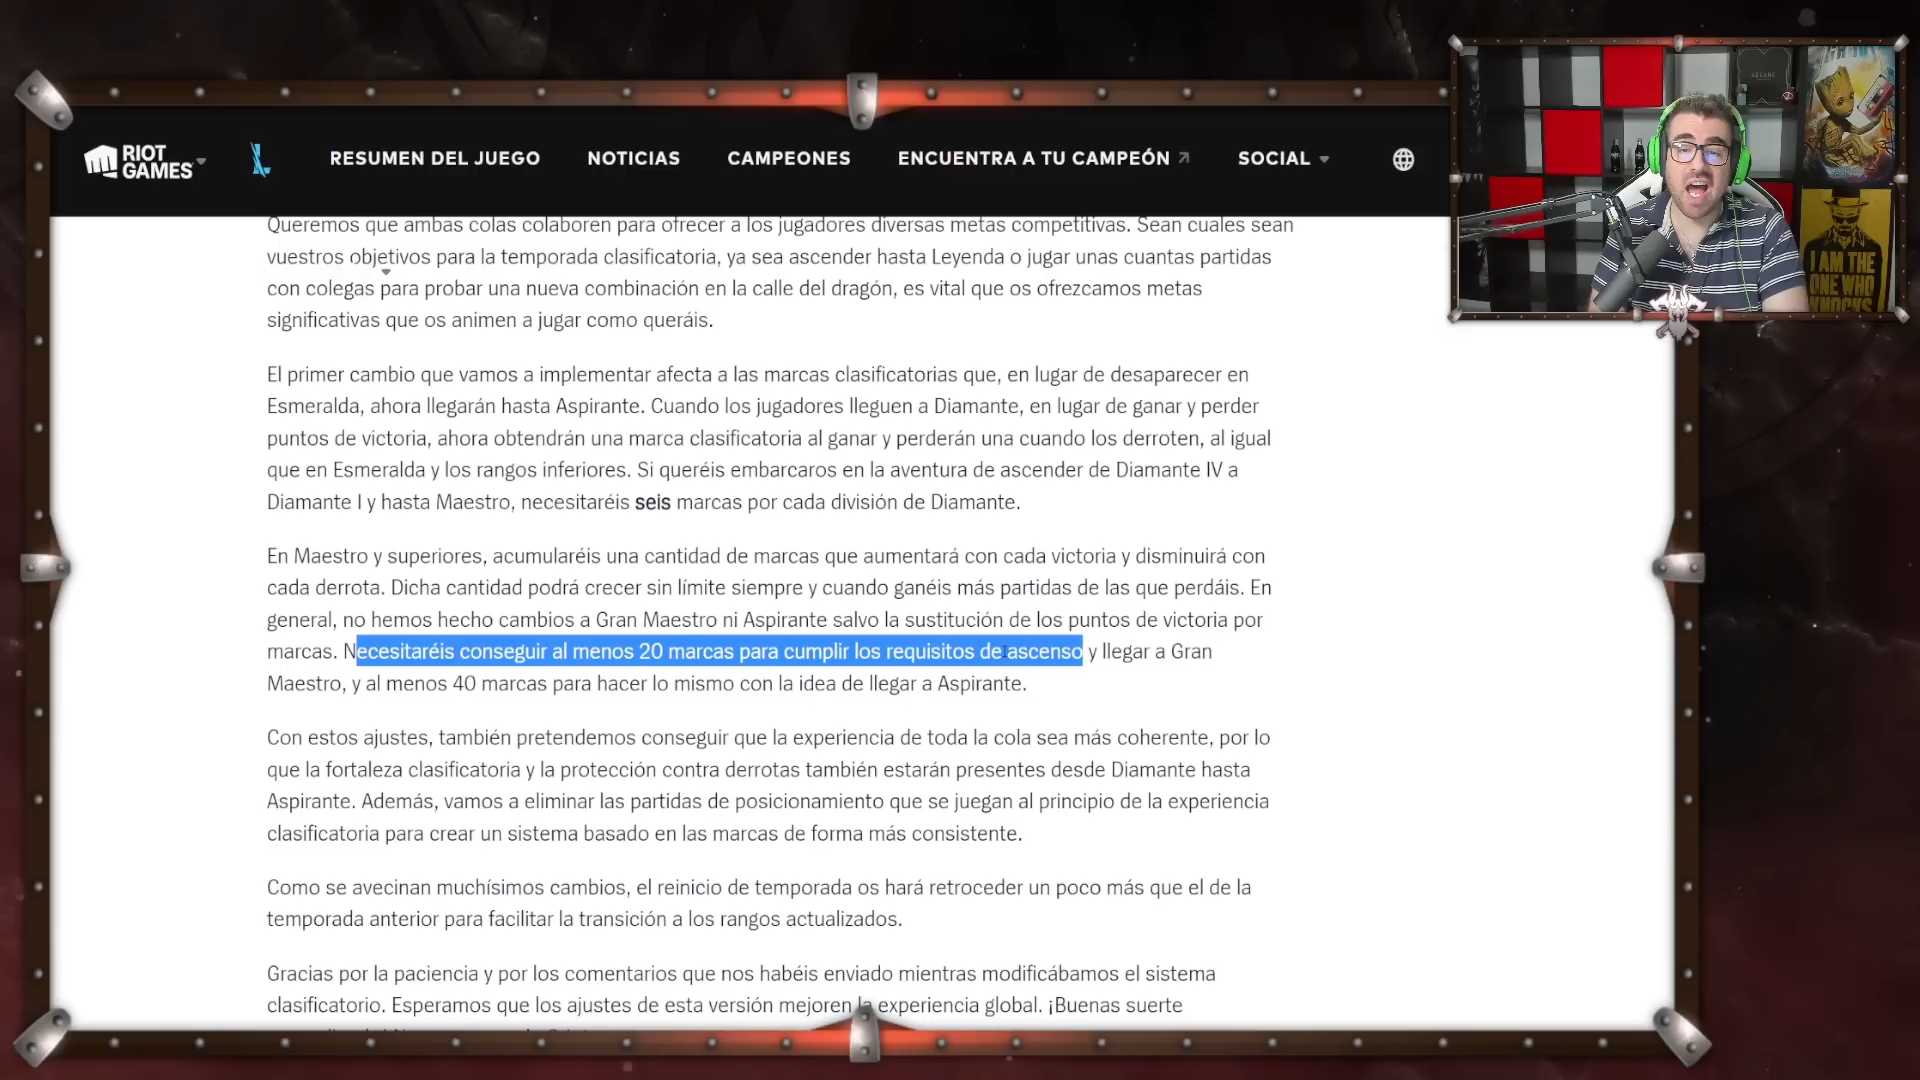 RIOT GAMES
RESUMEN DEL JUEGO
NOTICIAS
CAMPEONES
ENCUENTRA A TU CAMPEÓN
SOCIAL
Queremos que ambas colas colaboren para ofrecer a los jugadores diversas metas competitivas. Sean cuales sean
vuestros objetivos para la temporada clasificatoria, ya sea ascender hasta Leyenda o jugar unas cuantas partidas
con colegas para probar una nueva combinación en la calle del dragón, es vital que os ofrezcamos metas
significativas que os animen a jugar como queráis.
El primer cambio que vamos a implementar afecta a las marcas clasificatorias que, en lugar de desaparecer en
Esmeralda, ahora llegarán hasta Aspirante. Cuando los jugadores lleguen a Diamante, en lugar de ganar y perder
puntos de victoria, ahora obtendrán una marca clasificatoria al ganar y perderán una cuando los derroten, al igual
que en Esmeralda y los rangos inferiores. Si queréis embarcaros en la aventura de ascender de Diamante IV a
Diamante I y hasta Maestro, necesitaréis seis marcas por cada división de Diamante.
En Maestro y superiores, acumularéis una cantidad de marcas que aumentará con cada victoria y disminuirá con
cada derrota. Dicha cantidad podrá crecer sin límite siempre y cuando ganéis más partidas de las que perdáis. En
general, no hemos hecho cambios a Gran Maestro ni Aspirante salvo la sustitución de los puntos de victoria por
marcas. Necesitaréis conseguir al menos 20 marcas para cumplir los requisitos de ascenso y llegar a Gran
Maestro, y al menos 40 marcas para hacer lo mismo con la idea de llegar a Aspirante.
Con estos ajustes, también pretendemos conseguir que la experiencia de toda la cola sea más coherente, por lo
que la fortaleza clasificatoria y la protección contra derrotas también estarán presentes desde Diamante hasta
Aspirante. Además, vamos a eliminar las partidas de posicionamiento que se juegan al principio de la experiencia
clasificatoria para crear un sistema basado en las marcas de forma más consistente.
Como se avecinan muchísimos cambios, el reinicio de temporada os hará retroceder un poco más que el de la
temporada anterior para facilitar la transición a los rangos actualizados.
Gracias por la paciencia y por los comentarios que nos habéis enviado mientras modificábamos el sistema
clasificatorio. Esperamos que los ajustes de esta versión mejoren la experiencia global. ¡Buenas suerte
ARCANE
I AM THE
ONE WHO
KNOCKS